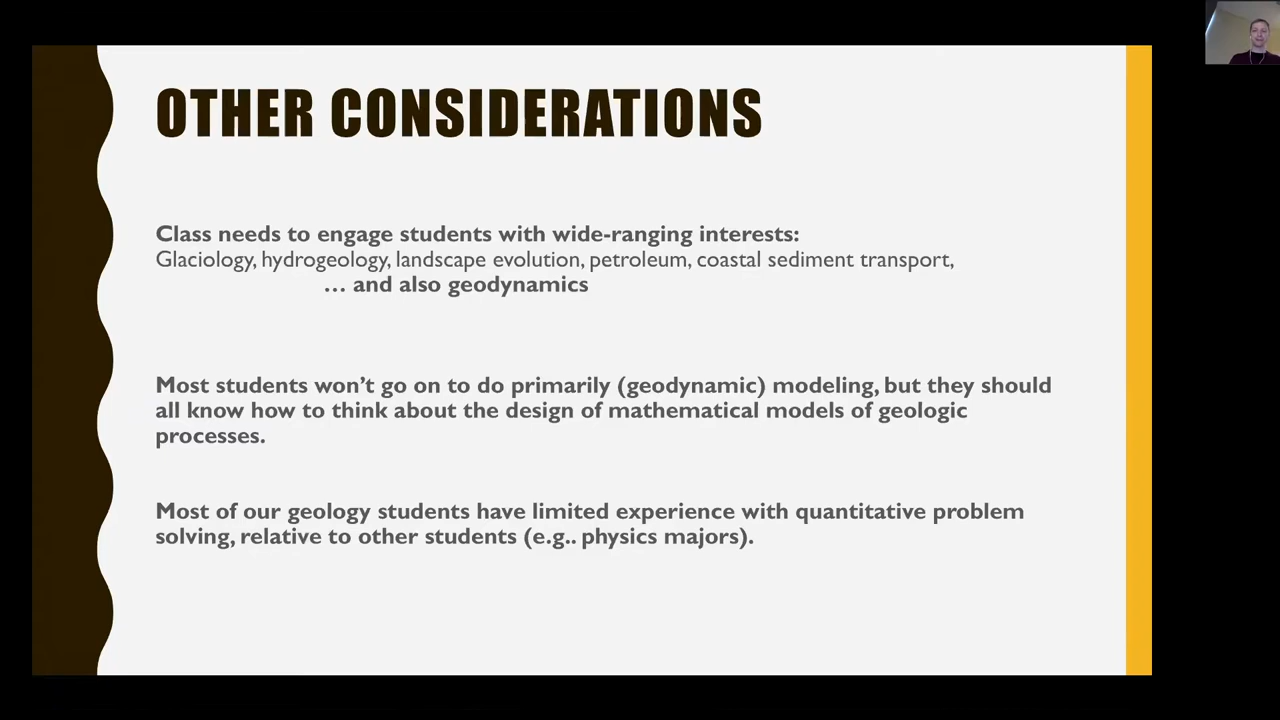 OTHER CONSIDERATIONS
Class needs to engage students with wide-ranging interests:
Glaciology, hydrogeology, landscape evolution, petroleum, coastal sediment transport,
… and also geodynamics
Most students won’t go on to do primarily (geodynamic) modeling, but they should
all know how to think about the design of mathematical models of geologic
processes.
Most of our geology students have limited experience with quantitative problem
solving, relative to other students (e.g.. physics majors).